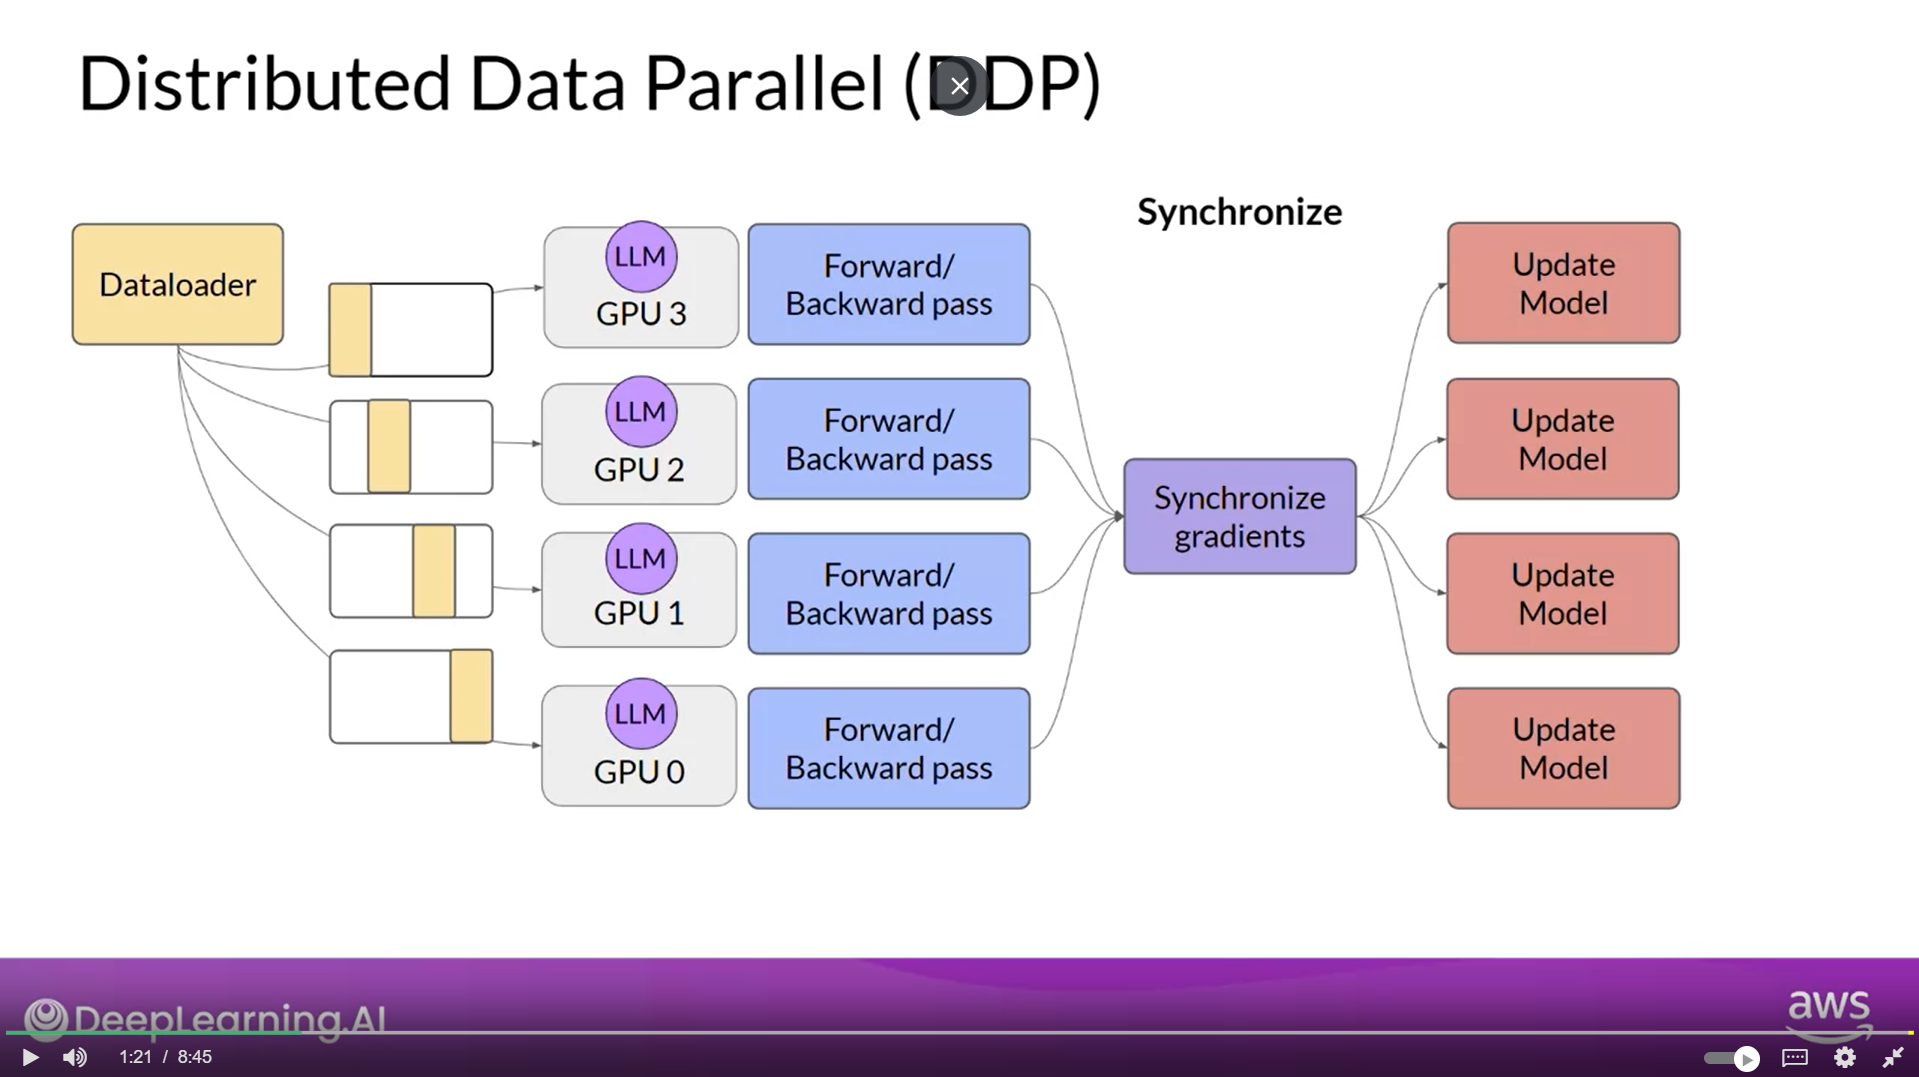 Distributed Data Parallel (DDP)
Synchronize
Dataloader
LLM
GPU 3
Forward/
Backward pass
Update
Model
LLM
GPU 2
Forward/
Backward pass
Update
Model
Synchronize
gradients
LLM
GPU 1
Forward/
Backward pass
Update
Model
LLM
GPU 0
Forward/
Backward pass
Update
Model
DeepLearning.AI
aws
1:21 / 8:45